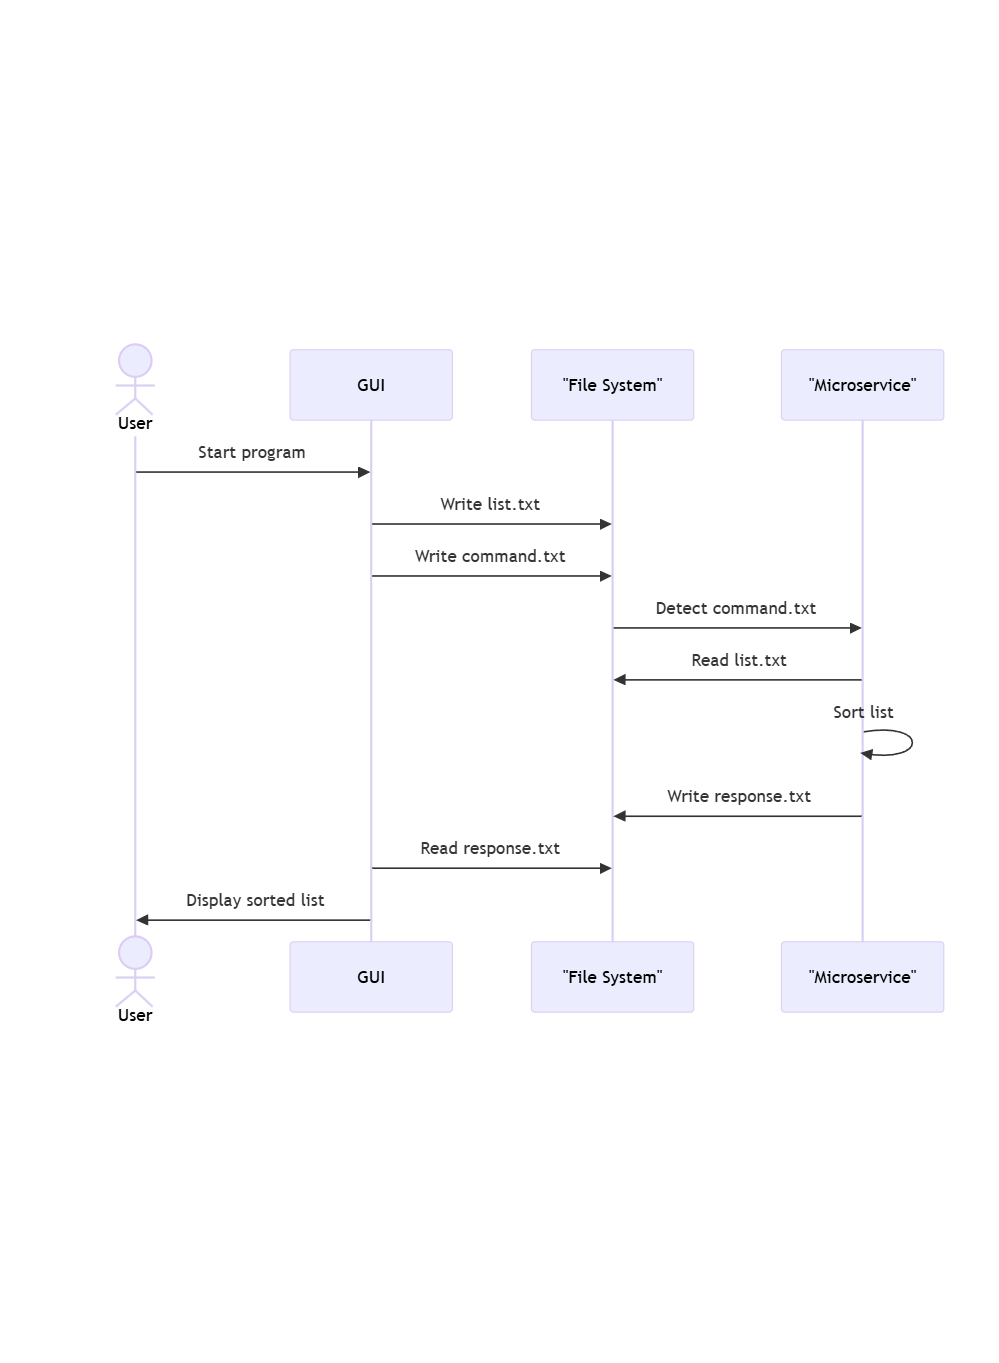 User
GUI
"File System"
"Microservice"
Start program
Write list.txt
Write command.txt
Detect command.txt
Read list.txt
Sort list
Write response.txt
Read response.txt
Display sorted list
User
GUI
"File System"
"Microservice"